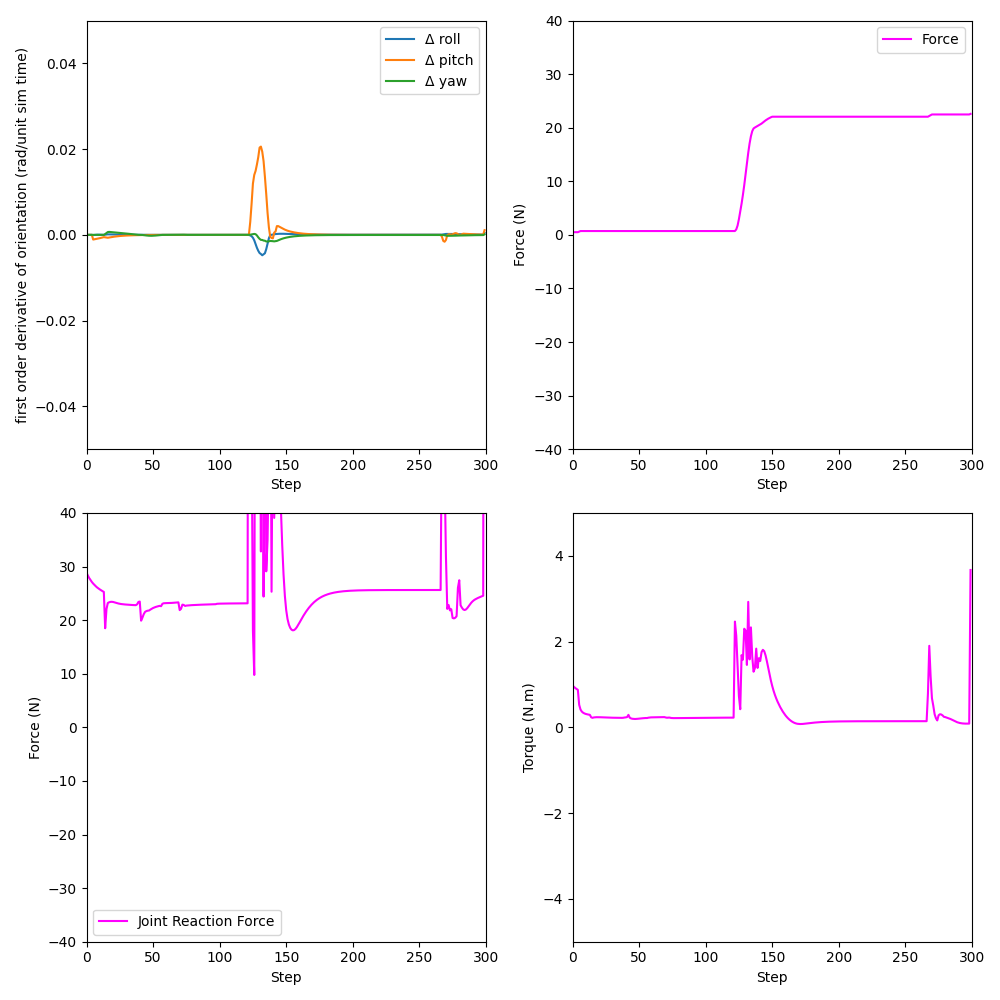 first order derivative of orientation (rad/unit sim time)
0.04
0.02
0.00
−0.02
−0.04
Δ roll
Δ pitch
Δ yaw
0 50 100 150 200 250 300
Step
Force (N)
40
30
20
10
0
−10
−20
−30
−40
Force
0 50 100 150 200 250 300
Step
Force (N)
40
30
20
10
0
−10
−20
−30
−40
Joint Reaction Force
0 50 100 150 200 250 300
Step
Torque (N.m)
4
2
0
−2
−4
0 50 100 150 200 250 300
Step